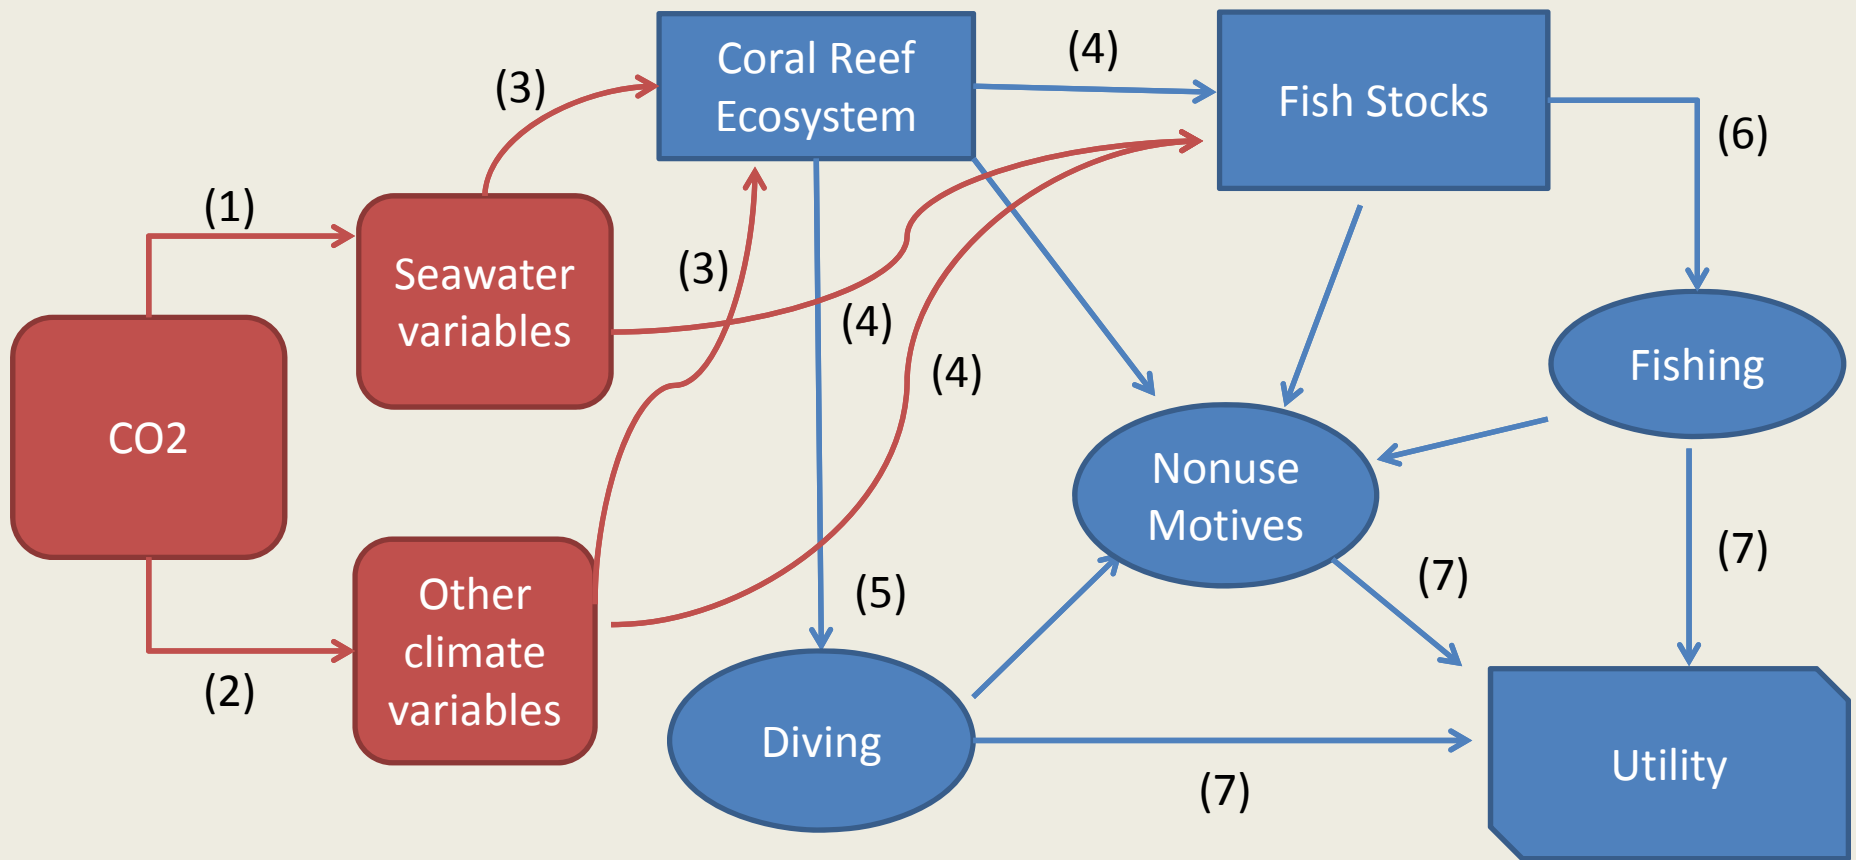 Coral Reef
Ecosystem
(4)
Fish Stocks
(3)
(6)
(1)
Seawater
variables
(3)
(4)
(4)
Fishing
CO2
Nonuse
Motives
(7)
(7)
Other
climate
variables
(5)
(2)
Diving
(7)
Utility